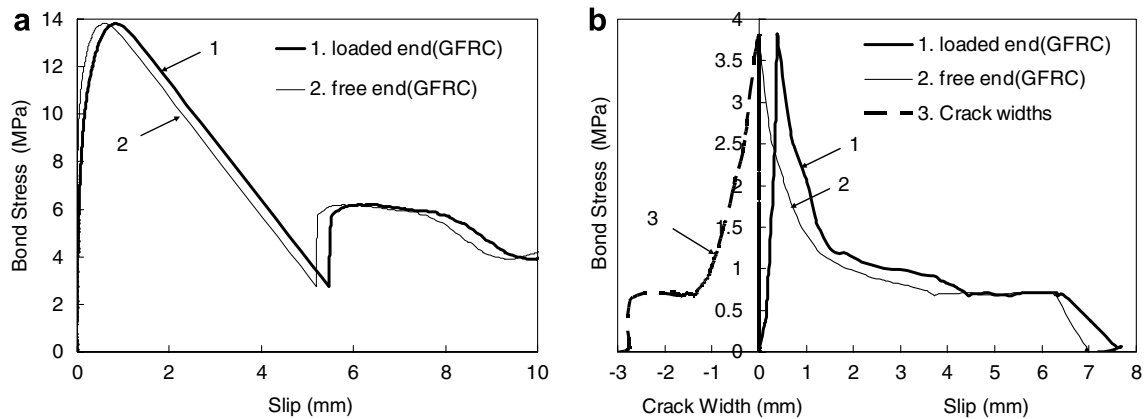 a
14
12
10
8
6
4
2
0
Bond Stress (MPa)
0 2 4 6 8 10
Slip (mm)
1. loaded end(GFRC)
2. free end(GFRC)
1
2
b
4
3.5
3
2.5
2
1.5
1
0.5
0
Bond Stress (MPa)
-3 -2 -1 0 1 2 3 4 5 6 7 8
Crack Width (mm) Slip (mm)
1. loaded end(GFRC)
2. free end(GFRC)
3. Crack widths
1
2
3